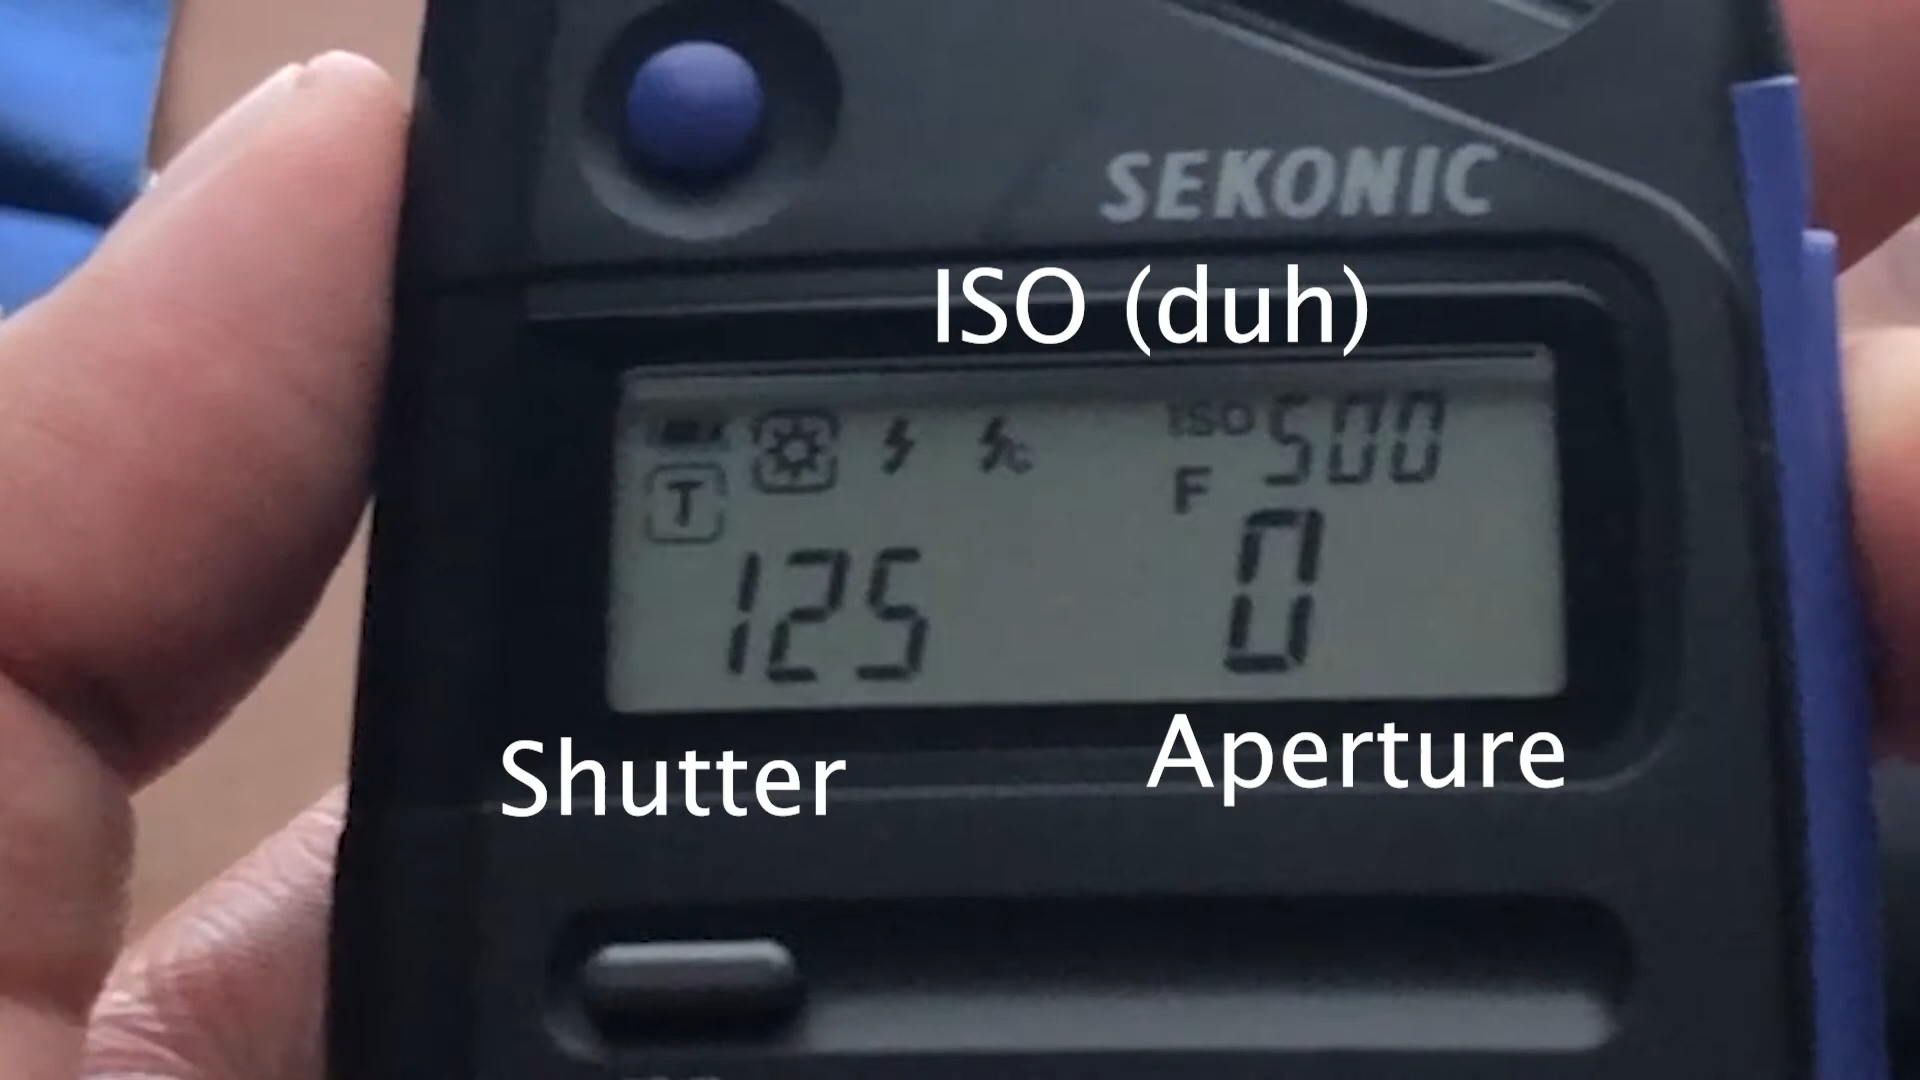 SEKONIC
ISO (duh)
ISO 500
T
F
125 0
Shutter
Aperture